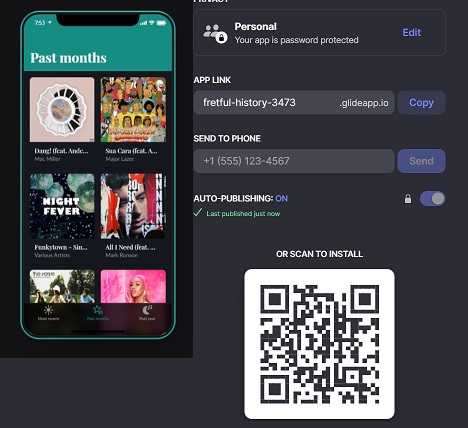 7:53
Past months
Dang! (feat. Ande...
Mac Miller
Sua Cara (feat. A...
Major Lazer
NIGHT
FEVER
Funkytown - Sin...
Various Artists
All I Need (feat. ...
Mark Ronson
Most recent
Past months
Past year
PRIVACY
Personal
Your app is password protected
Edit
APP LINK
fretful-history-3473
.glideapp.io
Copy
SEND TO PHONE
+1 (555) 123-4567
Send
AUTO-PUBLISHING: ON
Last published just now
OR SCAN TO INSTALL